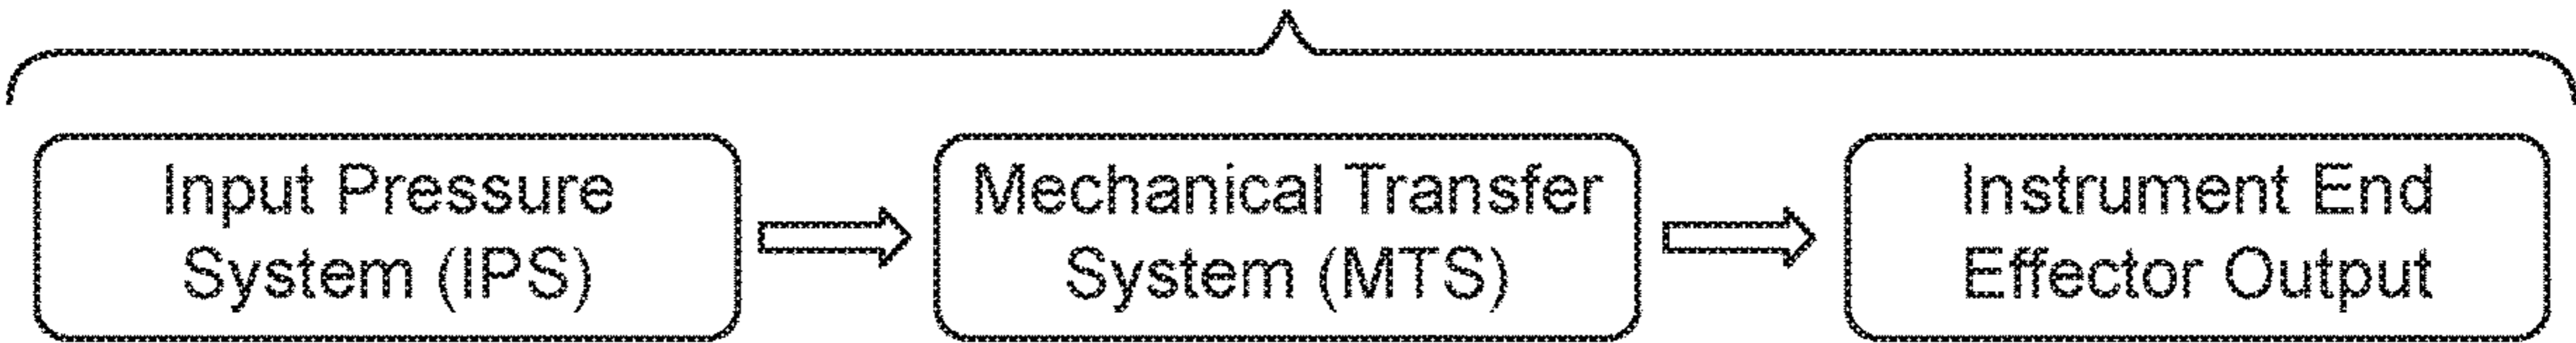 Input Pressure
System (IPS)
Mechanical Transfer
System (MTS)
Instrument End
Effector Output